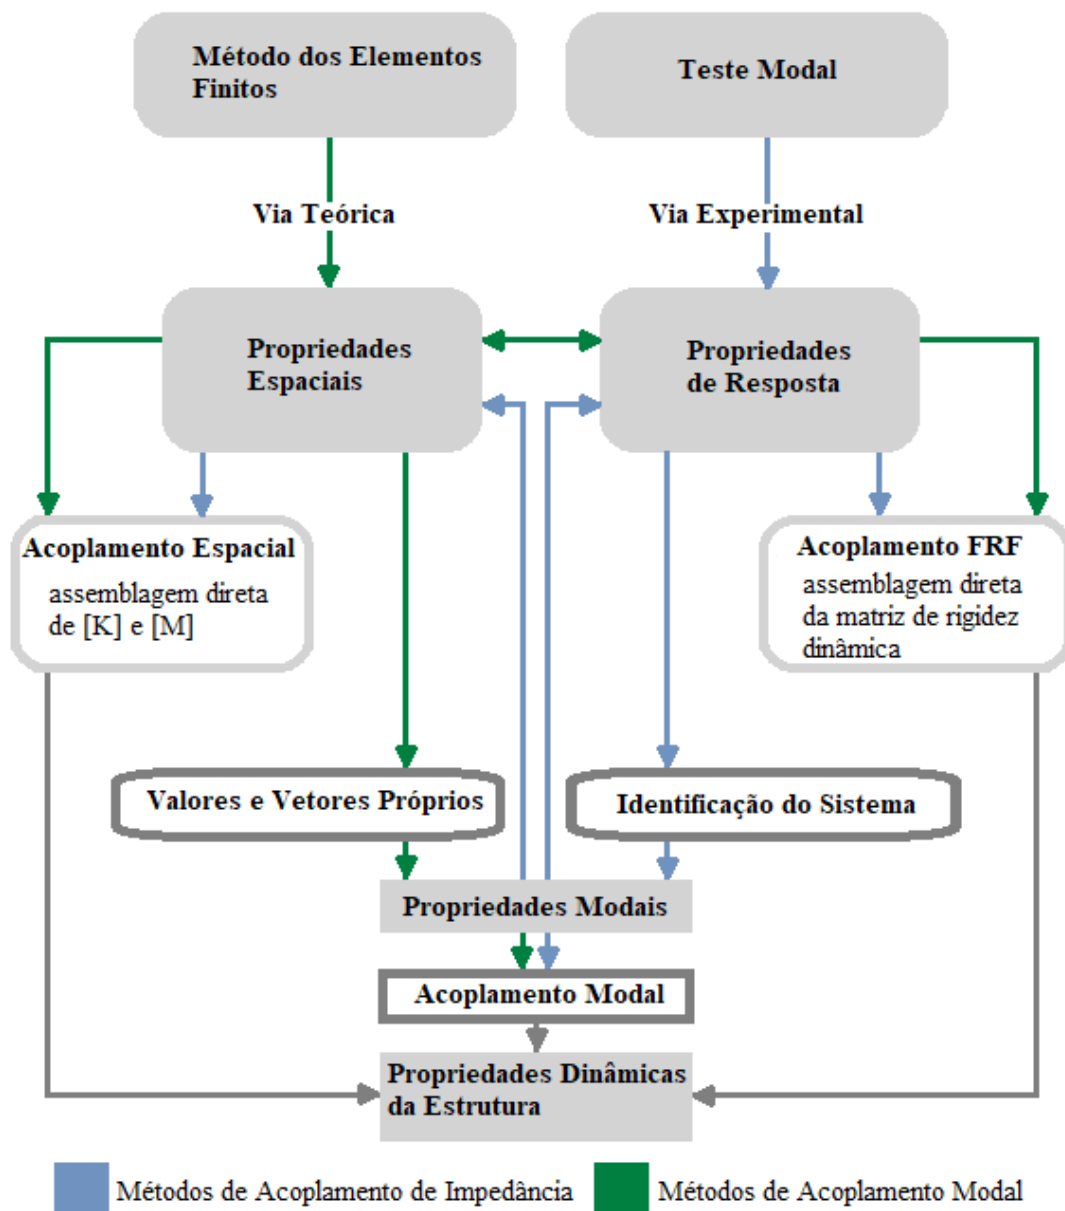 Método dos Elementos
Finitos
Teste Modal
Via Teórica
Via Experimental
Propriedades
Espaciais
Propriedades
de Resposta
Acoplamento Espacial
assemblagem direta
de [K] e [M]
Acoplamento FRF
assemblagem direta
da matriz de rigidez
dinâmica
Valores e Vetores Próprios
Identificação do Sistema
Propriedades Modais
Acoplamento Modal
Propriedades Dinâmicas
da Estrutura
Métodos de Acoplamento de Impedância
Métodos de Acoplamento Modal